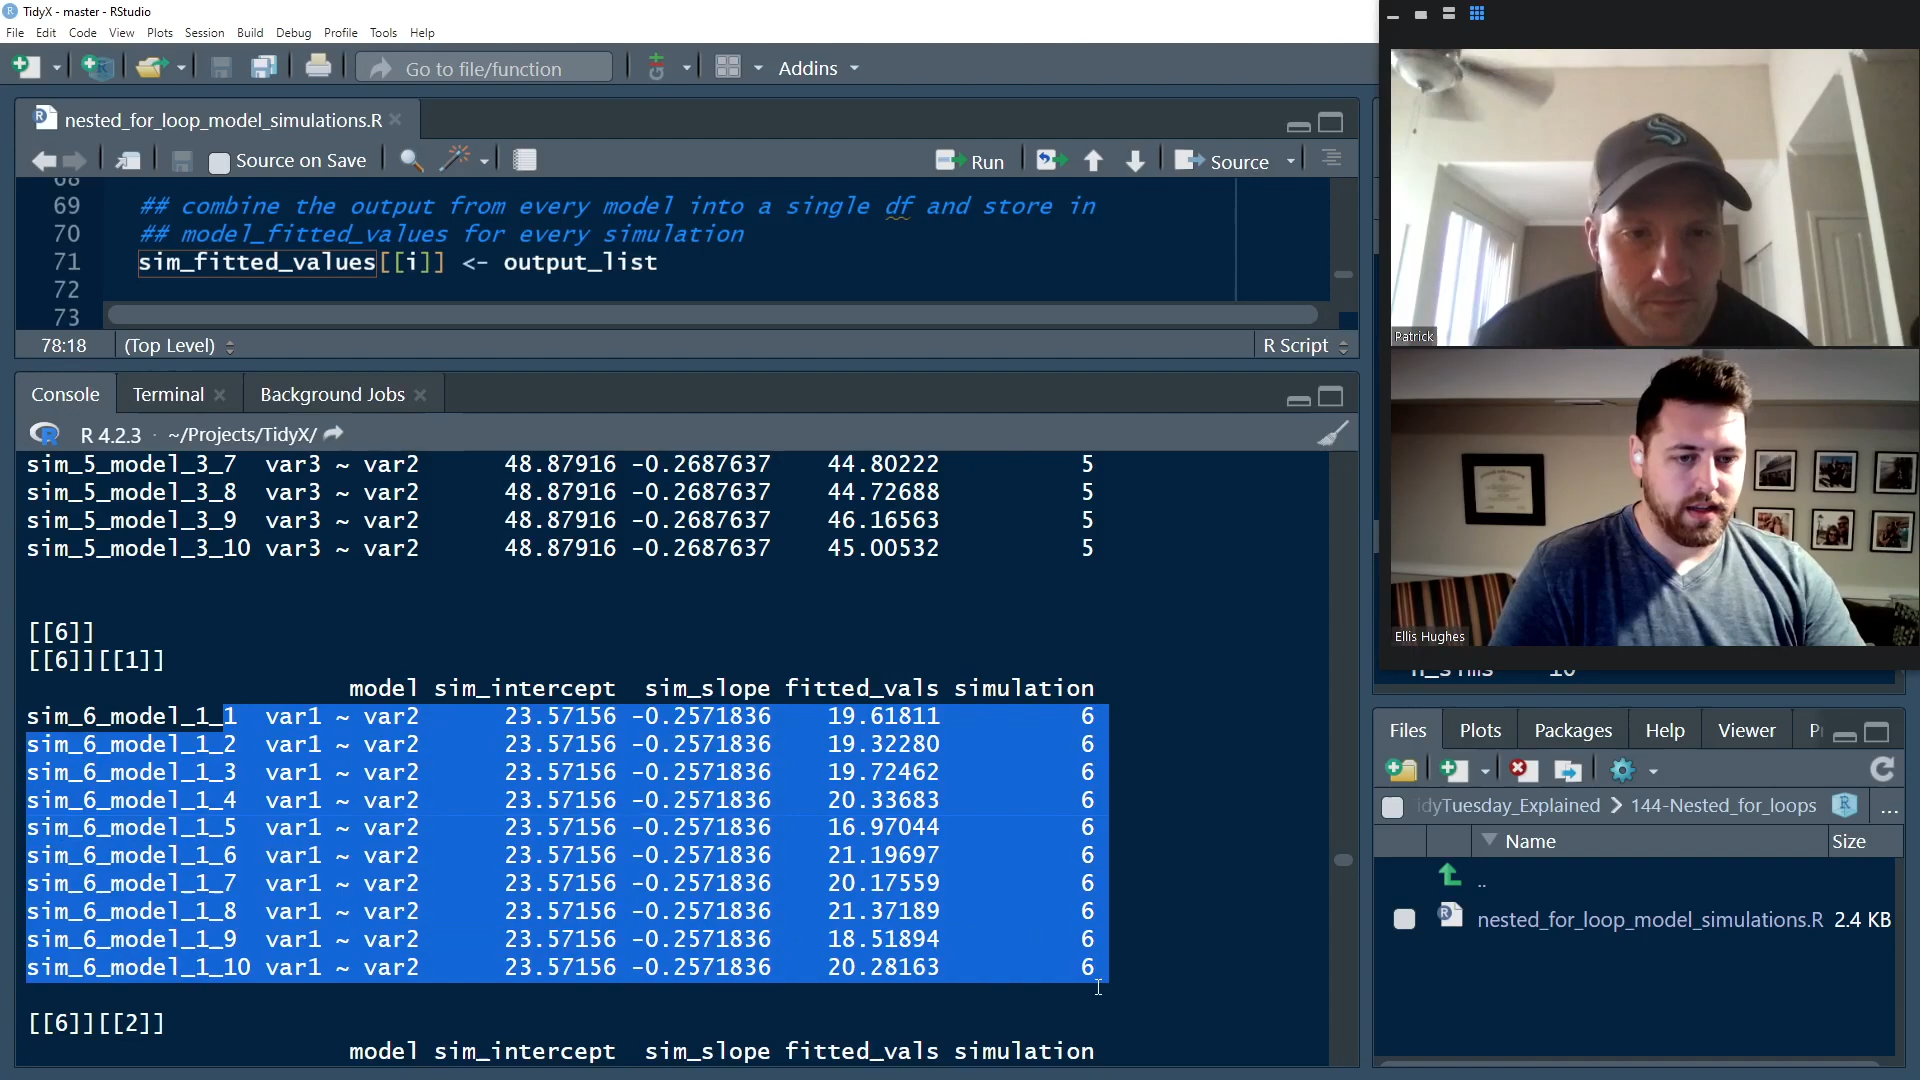 TidyX - master - RStudio
File Edit Code View Plots Session Build Debug Profile Tools Help
Go to file/function
Addins
nested_for_loop_model_simulations.R
Source on Save
Run
Source
68
69 ## combine the output from every model into a single df and store in
70 ## model_fitted_values for every simulation
71 sim_fitted_values[[i]] <- output_list
72
73
78:18 (Top Level) R Script
Console Terminal Background Jobs
R 4.2.3 · ~/Projects/TidyX/
sim_5_model_3_7 var3 ~ var2 48.87916 -0.2687637 44.80222 5
sim_5_model_3_8 var3 ~ var2 48.87916 -0.2687637 44.72688 5
sim_5_model_3_9 var3 ~ var2 48.87916 -0.2687637 46.16563 5
sim_5_model_3_10 var3 ~ var2 48.87916 -0.2687637 45.00532 5
[[6]]
[[6]][[1]]
model sim_intercept sim_slope fitted_vals simulation
sim_6_model_1_1 var1 ~ var2 23.57156 -0.2571836 19.61811 6
sim_6_model_1_2 var1 ~ var2 23.57156 -0.2571836 19.32280 6
sim_6_model_1_3 var1 ~ var2 23.57156 -0.2571836 19.72462 6
sim_6_model_1_4 var1 ~ var2 23.57156 -0.2571836 20.33683 6
sim_6_model_1_5 var1 ~ var2 23.57156 -0.2571836 16.97044 6
sim_6_model_1_6 var1 ~ var2 23.57156 -0.2571836 21.19697 6
sim_6_model_1_7 var1 ~ var2 23.57156 -0.2571836 20.17559 6
sim_6_model_1_8 var1 ~ var2 23.57156 -0.2571836 21.37189 6
sim_6_model_1_9 var1 ~ var2 23.57156 -0.2571836 18.51894 6
sim_6_model_1_10 var1 ~ var2 23.57156 -0.2571836 20.28163 6
[[6]][[2]]
model sim_intercept sim_slope fitted_vals simulation
Patrick
Ellis Hughes
Files Plots Packages Help Viewer
idyTuesday_Explained 144-Nested_for_loops ...
Name Size
..
nested_for_loop_model_simulations.R 2.4 KB